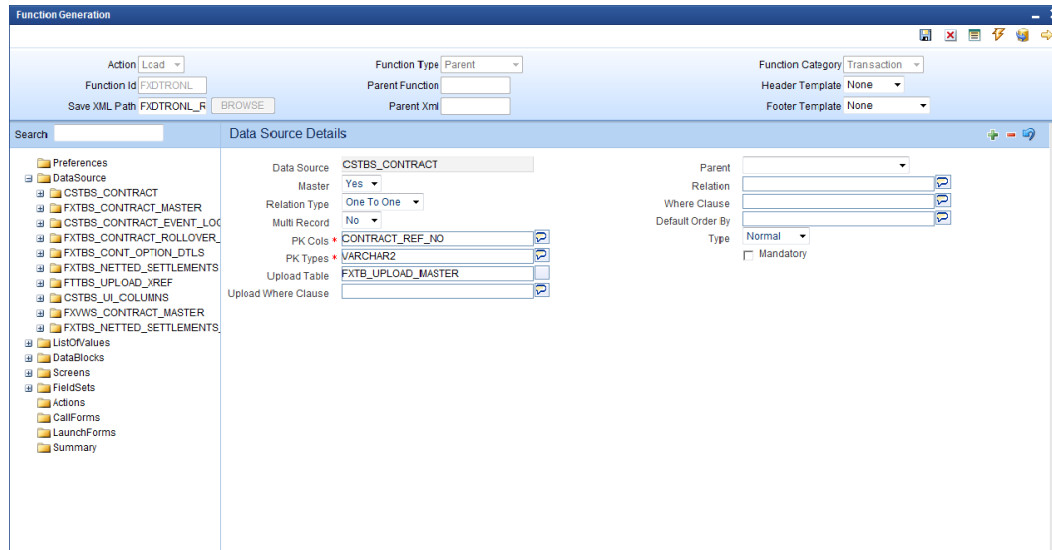 Function Generation
Action Load Function Type Parent Function Category Transaction
Function Id FXDTRONL Parent Function Header Template None
Save XML Path FXDTRONL_R BROWSE Parent Xml Footer Template None
Search Data Source Details
Preferences
DataSource
CSTBS_CONTRACT
FXTBS_CONTRACT_MASTER
CSTBS_CONTRACT_EVENT_LOG
FXTBS_CONTRACT_ROLLOVER_
FXTBS_CONT_OPTION_DTLS
FXTBS_NETTED_SETTLEMENTS
FTTBS_UPLOAD_XREF
CSTBS_UI_COLUMNS
FXVWS_CONTRACT_MASTER
FXTBS_NETTED_SETTLEMENTS_
ListOfValues
DataBlocks
Screens
FieldSets
Actions
CallForms
LaunchForms
Summary
Data Source CSTBS_CONTRACT
Master Yes
Relation Type One To One
Multi Record No
PK Cols * CONTRACT_REF_NO
PK Types * VARCHAR2
Upload Table FXTB_UPLOAD_MASTER
Upload Where Clause
Parent
Relation
Where Clause
Default Order By
Type Normal
Mandatory